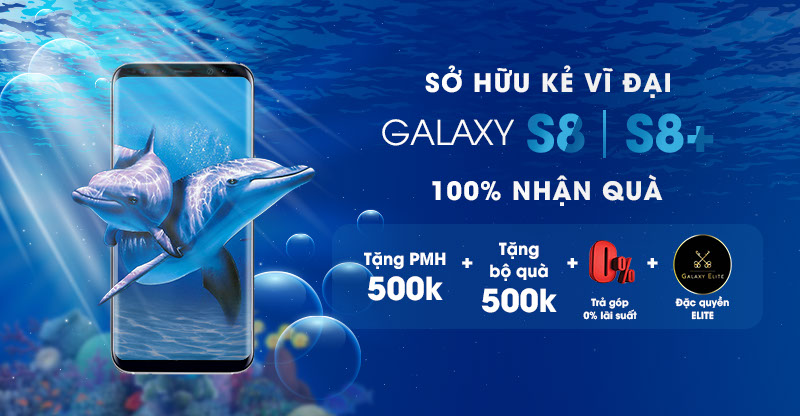 SỞ HỮU KẺ VĨ ĐẠI
GALAXY S8 | S8+
100% NHẬN QUÀ
Tặng PMH
500k
+
Tặng
bộ quà
500k
+
0%
Trả góp
0% lãi suất
+
GALAXY ELITE
Đặc quyền
ELITE